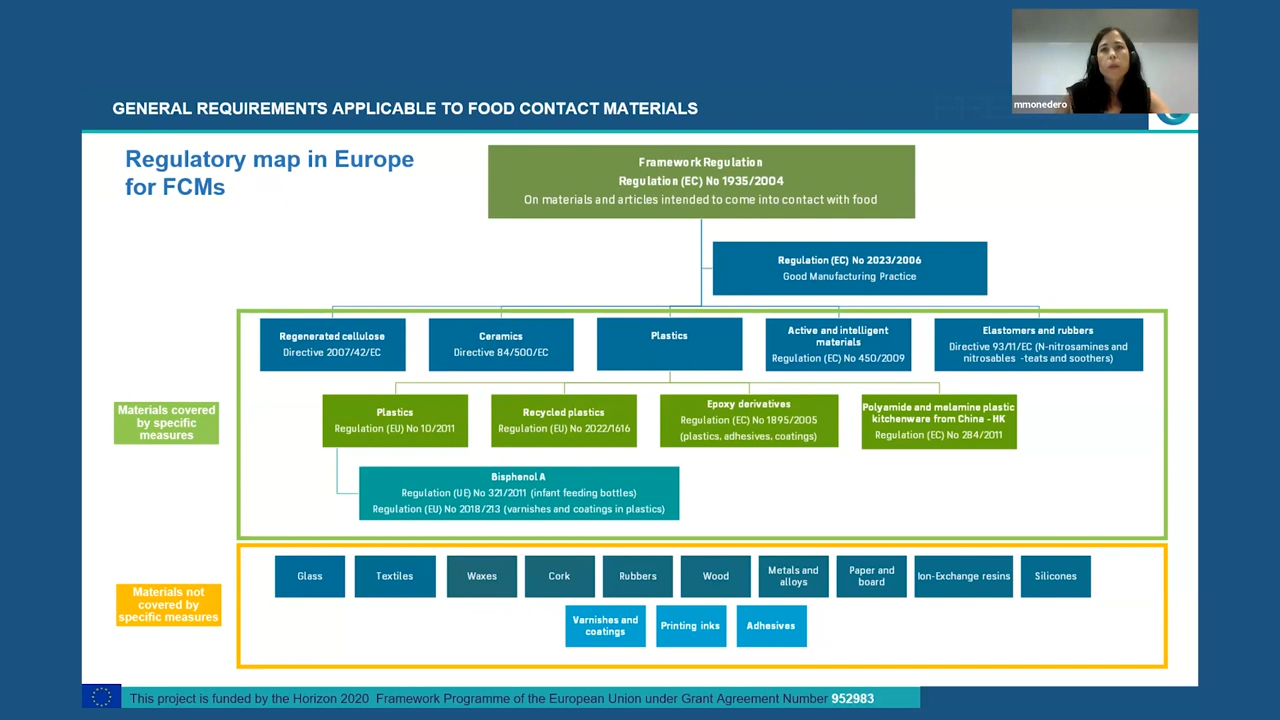 mmonedero
GENERAL REQUIREMENTS APPLICABLE TO FOOD CONTACT MATERIALS
Regulatory map in Europe
for FCMs
Framework Regulation
Regulation (EC) No 1935/2004
On materials and articles intended to come into contact with food
Regulation (EC) No 2023/2006
Good Manufacturing Practice
Regenerated cellulose
Directive 2007/42/EC
Ceramics
Directive 84/500/EC
Plastics
Active and intelligent
materials
Regulation (EC) No 450/2009
Elastomers and rubbers
Directive 93/11/EC (N-nitrosamines and
nitrosables -teats and soothers)
Materials covered
by specific
measures
Plastics
Regulation (EU) No 10/2011
Recycled plastics
Regulation (EU) No 2022/1616
Epoxy derivatives
Regulation (EC) No 1895/2005
(plastics, adhesives, coatings)
Polyamide and melamine plastic
kitchenware from China - HK
Regulation (EC) No 284/2011
Bisphenol A
Regulation (UE) No 321/2011 (infant feeding bottles)
Regulation (EU) No 2018/213 (varnishes and coatings in plastics)
Materials not
covered by
specific measures
Glass
Textiles
Waxes
Cork
Rubbers
Wood
Metals and
alloys
Paper and
board
Ion-Exchange resins
Silicones
Varnishes and
coatings
Printing inks
Adhesives
This project is funded by the Horizon 2020 Framework Programme of the European Union under Grant Agreement Number 952983